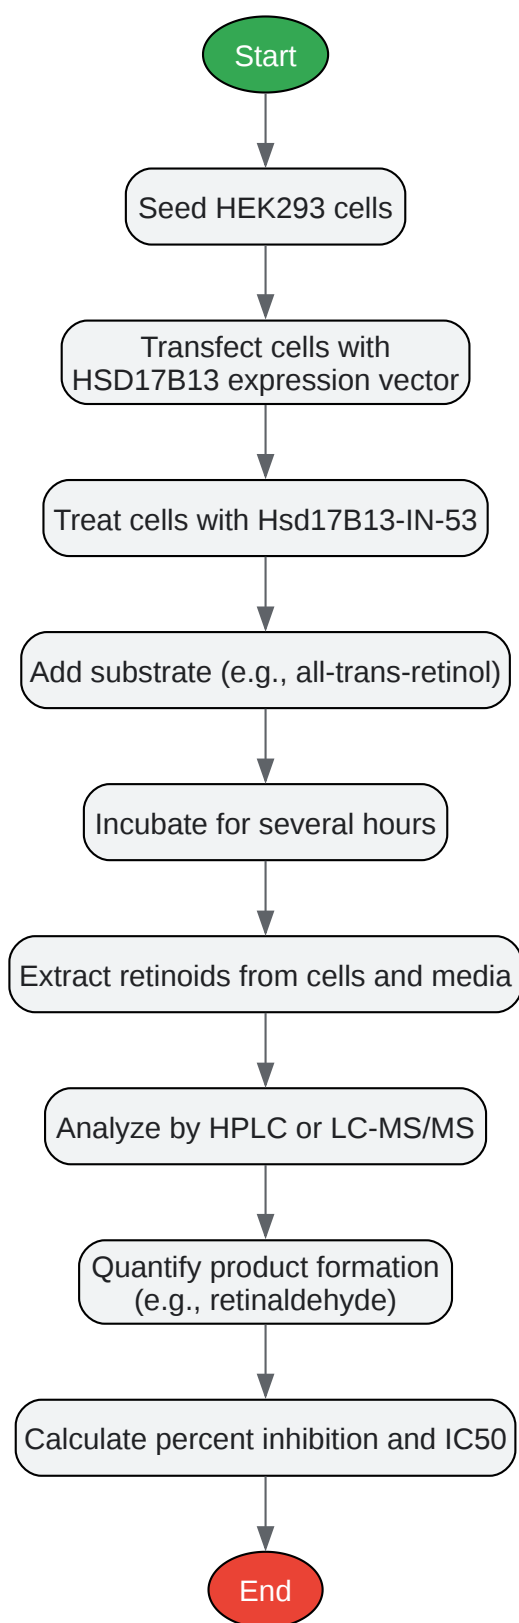 Start
Seed HEK293 cells
Transfect cells with
HSD17B13 expression vector
Treat cells with Hsd17B13-IN-53
Add substrate (e.g., all-trans-retinol)
Incubate for several hours
Extract retinoids from cells and media
Analyze by HPLC or LC-MS/MS
Quantify product formation
(e.g., retinaldehyde)
Calculate percent inhibition and IC50
End